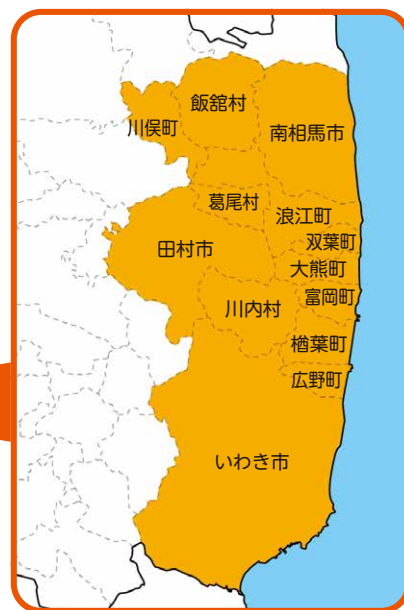 飯舘村
川俣町
南相馬市
葛尾村
浪江町
双葉町
田村市
大熊町
富岡町
川内村
楢葉町
広野町
いわき市